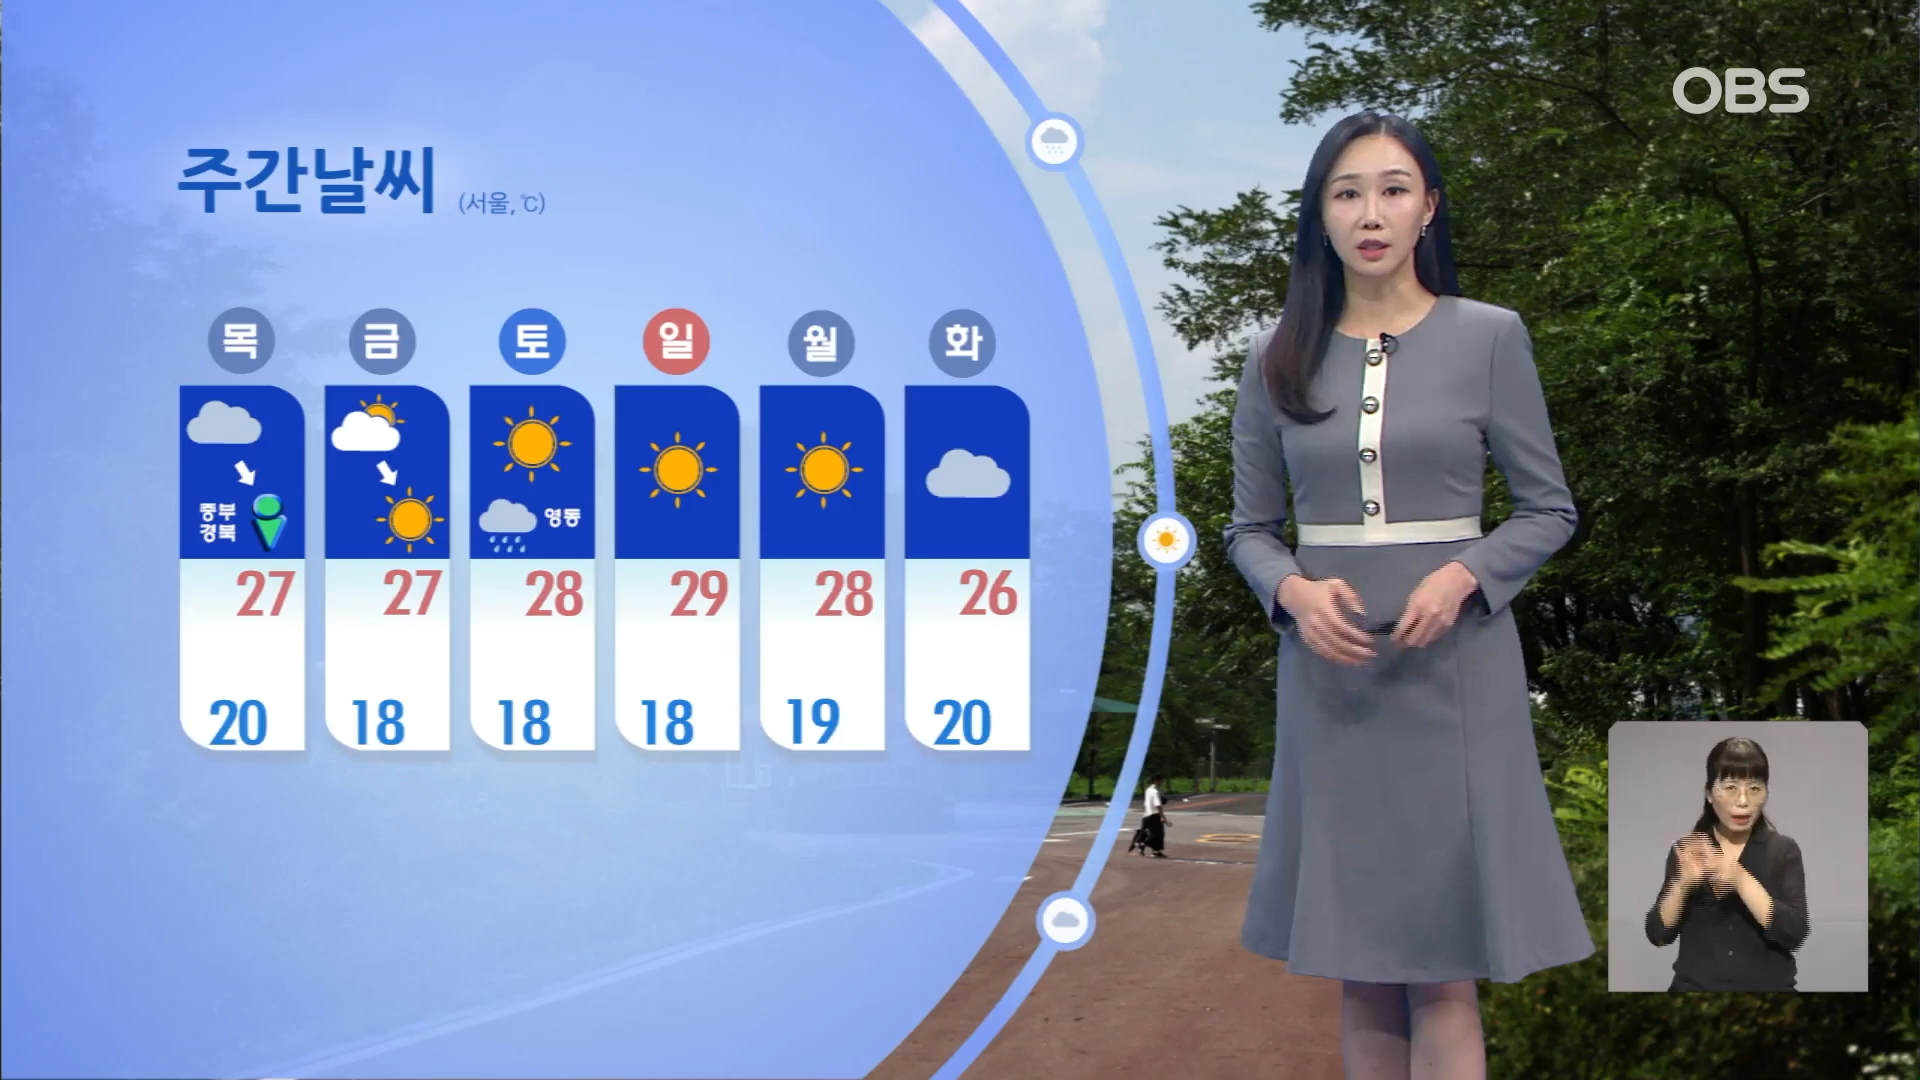 OBS
주간날씨 (서울, ℃)
목 금 토 일 월 화
중부
경북
영동
27 27 28 29 28 26
20 18 18 18 19 20